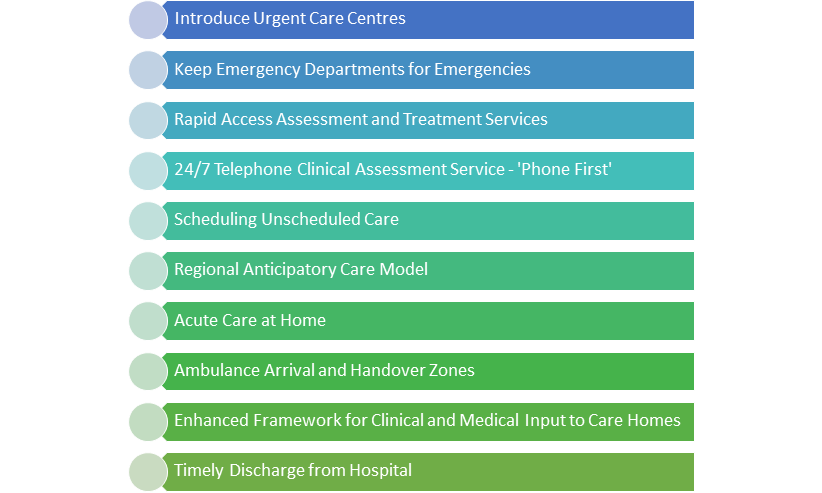 Introduce Urgent Care Centres
Keep Emergency Departments for Emergencies
Rapid Access Assessment and Treatment Services
24/7 Telephone Clinical Assessment Service - 'Phone First'
Scheduling Unscheduled Care
Regional Anticipatory Care Model
Acute Care at Home
Ambulance Arrival and Handover Zones
Enhanced Framework for Clinical and Medical Input to Care Homes
Timely Discharge from Hospital